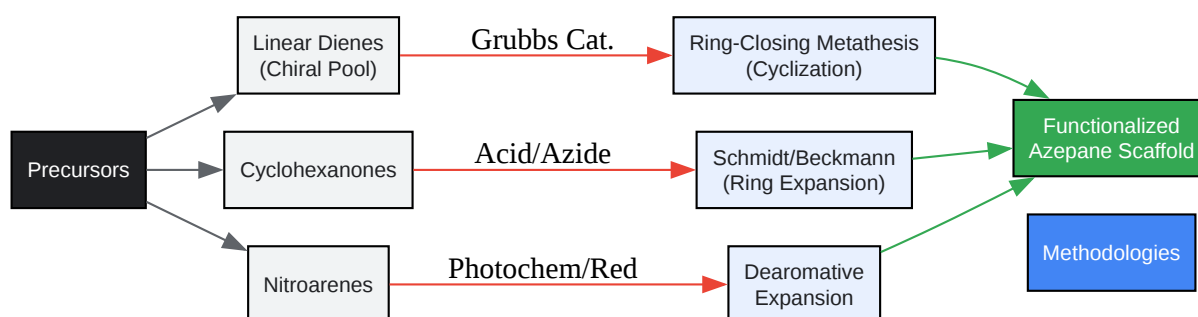 Precursors
Linear Dienes
(Chiral Pool)
Grubbs Cat.
Ring-Closing Metathesis
(Cyclization)
Cyclohexanones
Acid/Azide
Schmidt/Beckmann
(Ring Expansion)
Nitroarenes
Photochem/Red
Dearomative
Expansion
Functionalized
Azepane Scaffold
Methodologies